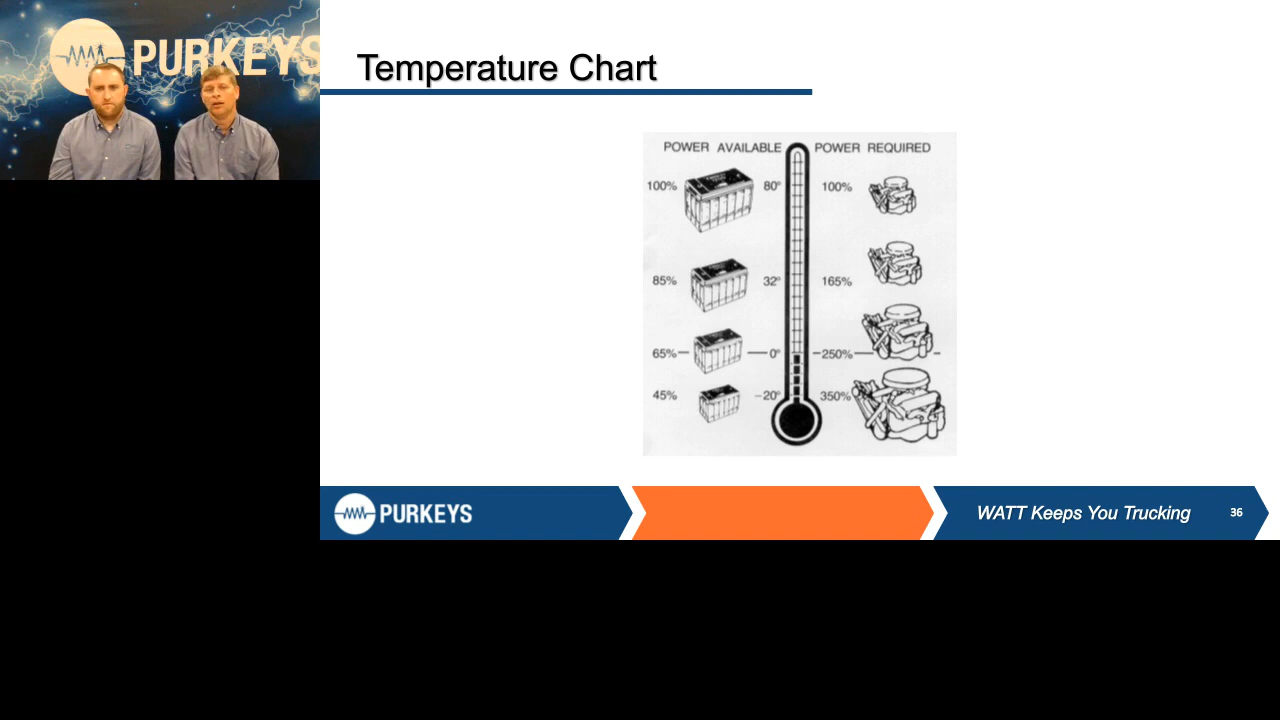 PURKEYS
Temperature Chart
POWER AVAILABLE POWER REQUIRED
100% 80° 100%
85% 32° 165%
65% 0° 250%
45% -20° 350%
PURKEYS
WATT Keeps You Trucking
36